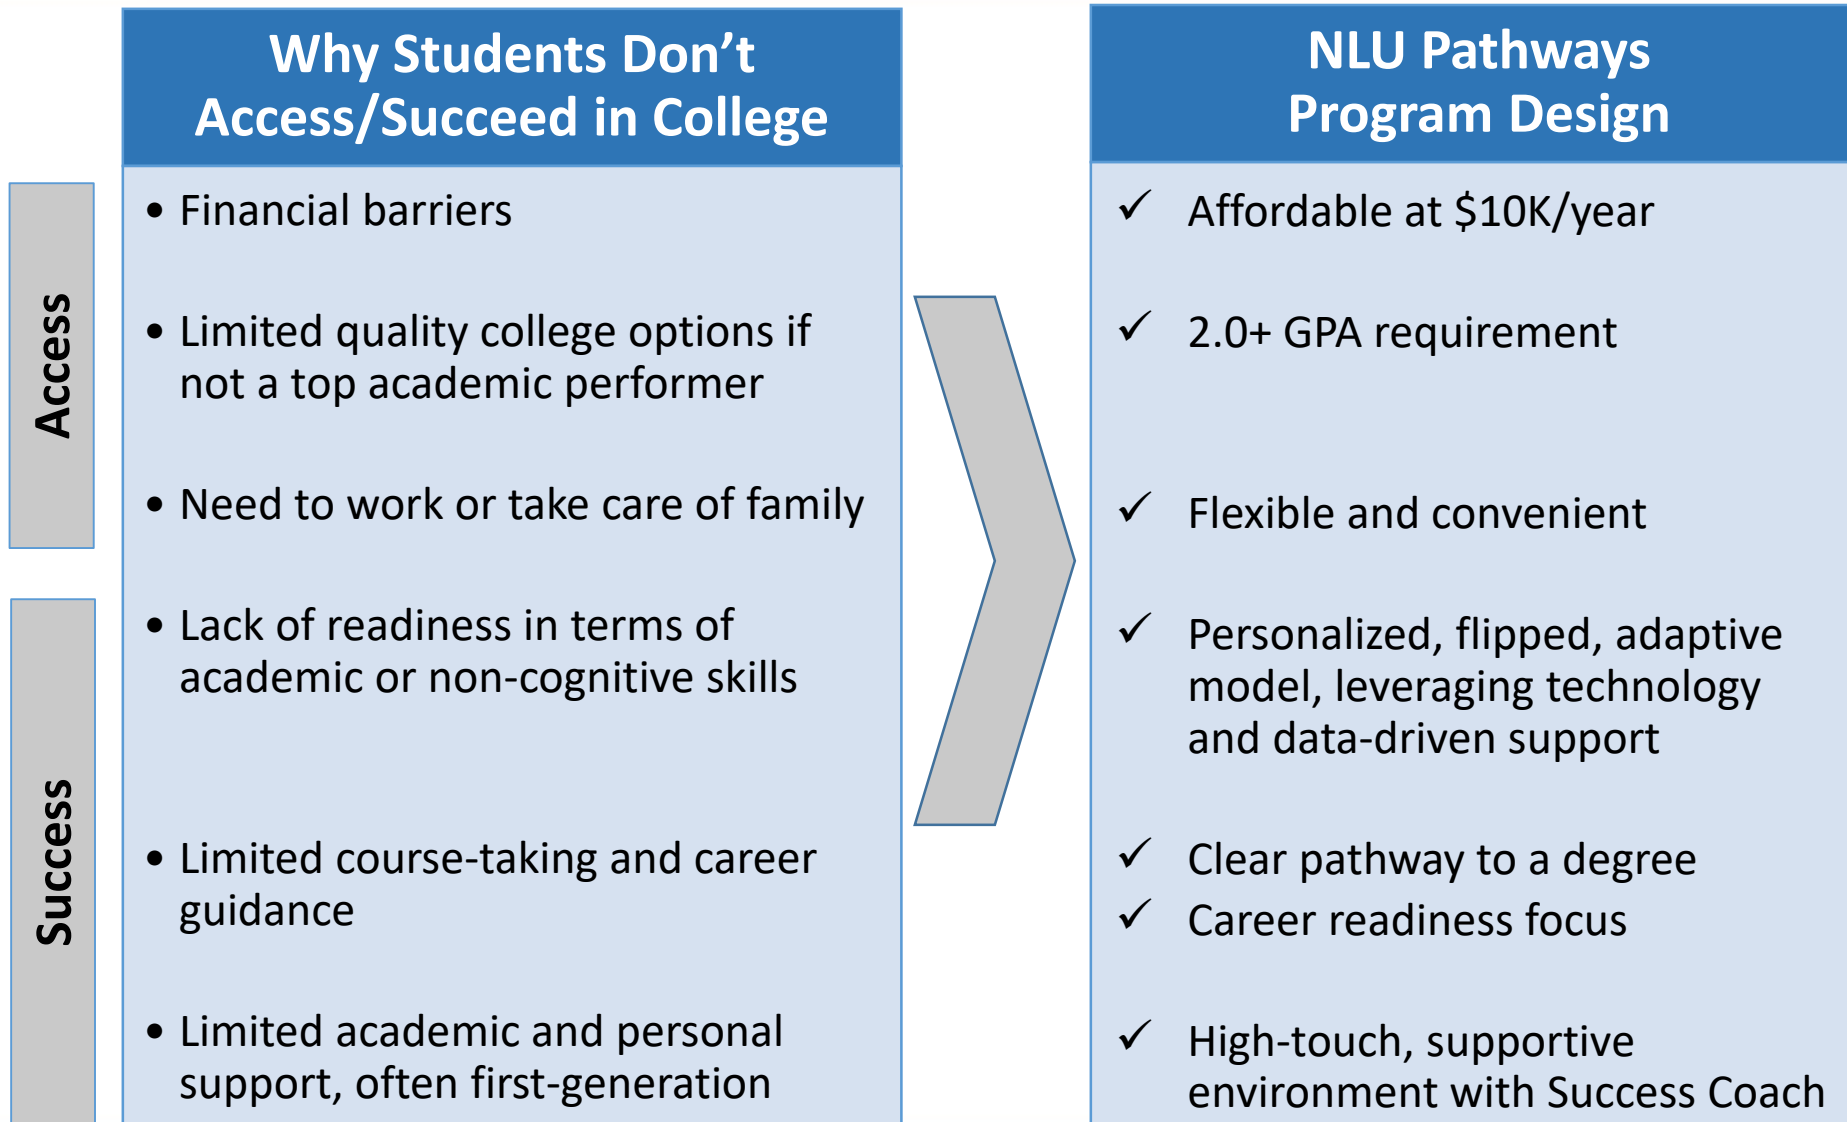 Why Students Don’t
Access/Succeed in College
NLU Pathways
Program Design
Access
• Financial barriers
• Limited quality college options if
not a top academic performer
• Need to work or take care of family
✓ Affordable at $10K/year
✓ 2.0+ GPA requirement
✓ Flexible and convenient
Success
• Lack of readiness in terms of
academic or non-cognitive skills
• Limited course-taking and career
guidance
• Limited academic and personal
support, often first-generation
✓ Personalized, flipped, adaptive
model, leveraging technology
and data-driven support
✓ Clear pathway to a degree
✓ Career readiness focus
✓ High-touch, supportive
environment with Success Coach